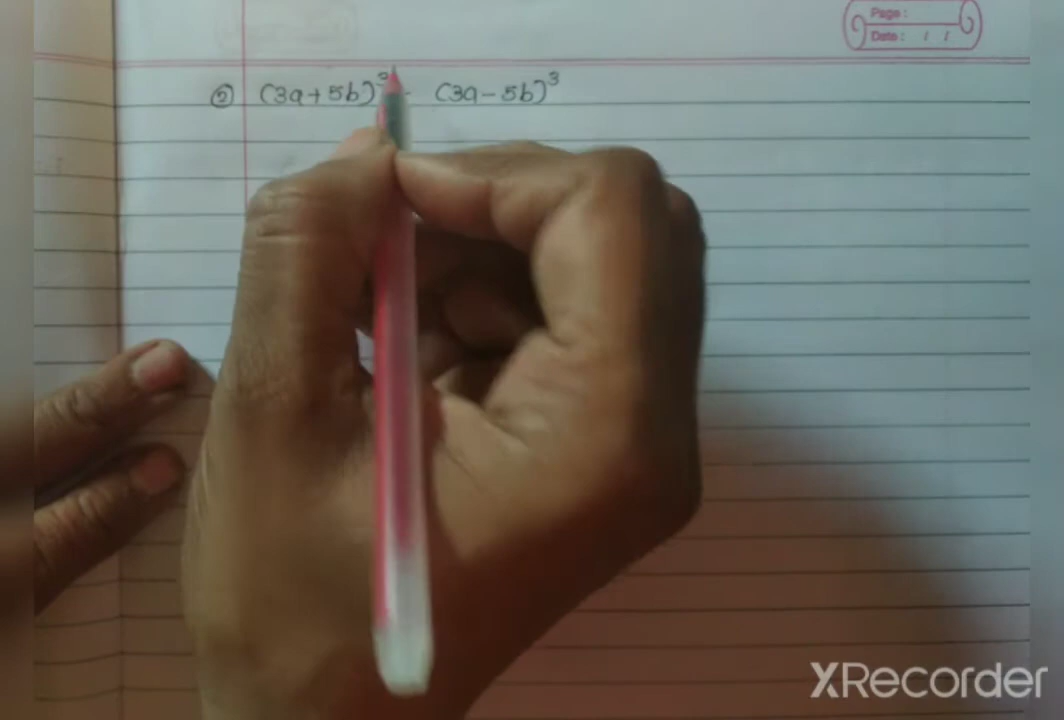 Page :
Date : / /
② (3a+5b)³ - (3a-5b)³
XRecorder